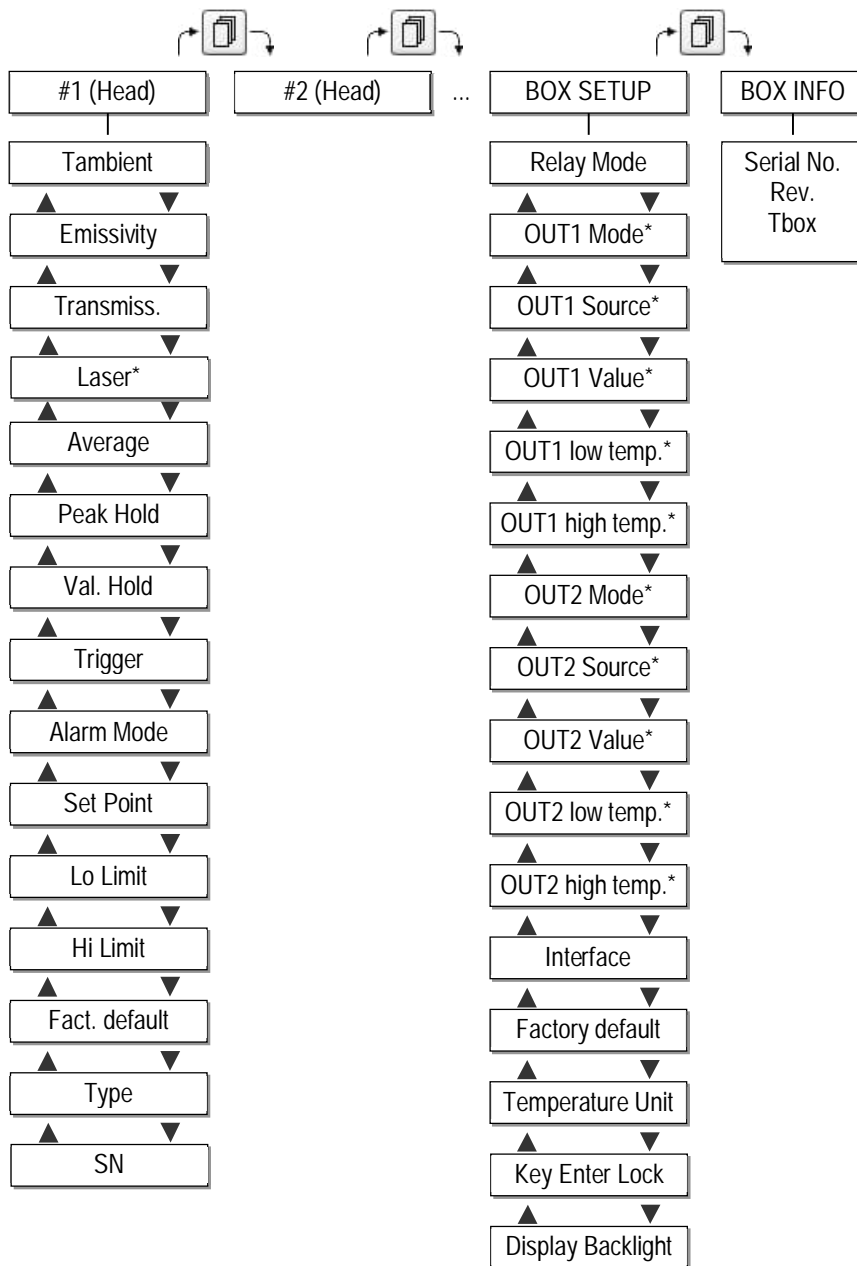 #1 (Head)
#2 (Head)
...
BOX SETUP
BOX INFO
Tambient
Emissivity
Transmiss.
Laser*
Average
Peak Hold
Val. Hold
Trigger
Alarm Mode
Set Point
Lo Limit
Hi Limit
Fact. default
Type
SN
Relay Mode
OUT1 Mode*
OUT1 Source*
OUT1 Value*
OUT1 low temp.*
OUT1 high temp.*
OUT2 Mode*
OUT2 Source*
OUT2 Value*
OUT2 low temp.*
OUT2 high temp.*
Interface
Factory default
Temperature Unit
Key Enter Lock
Display Backlight
Serial No.
Rev.
Tbox